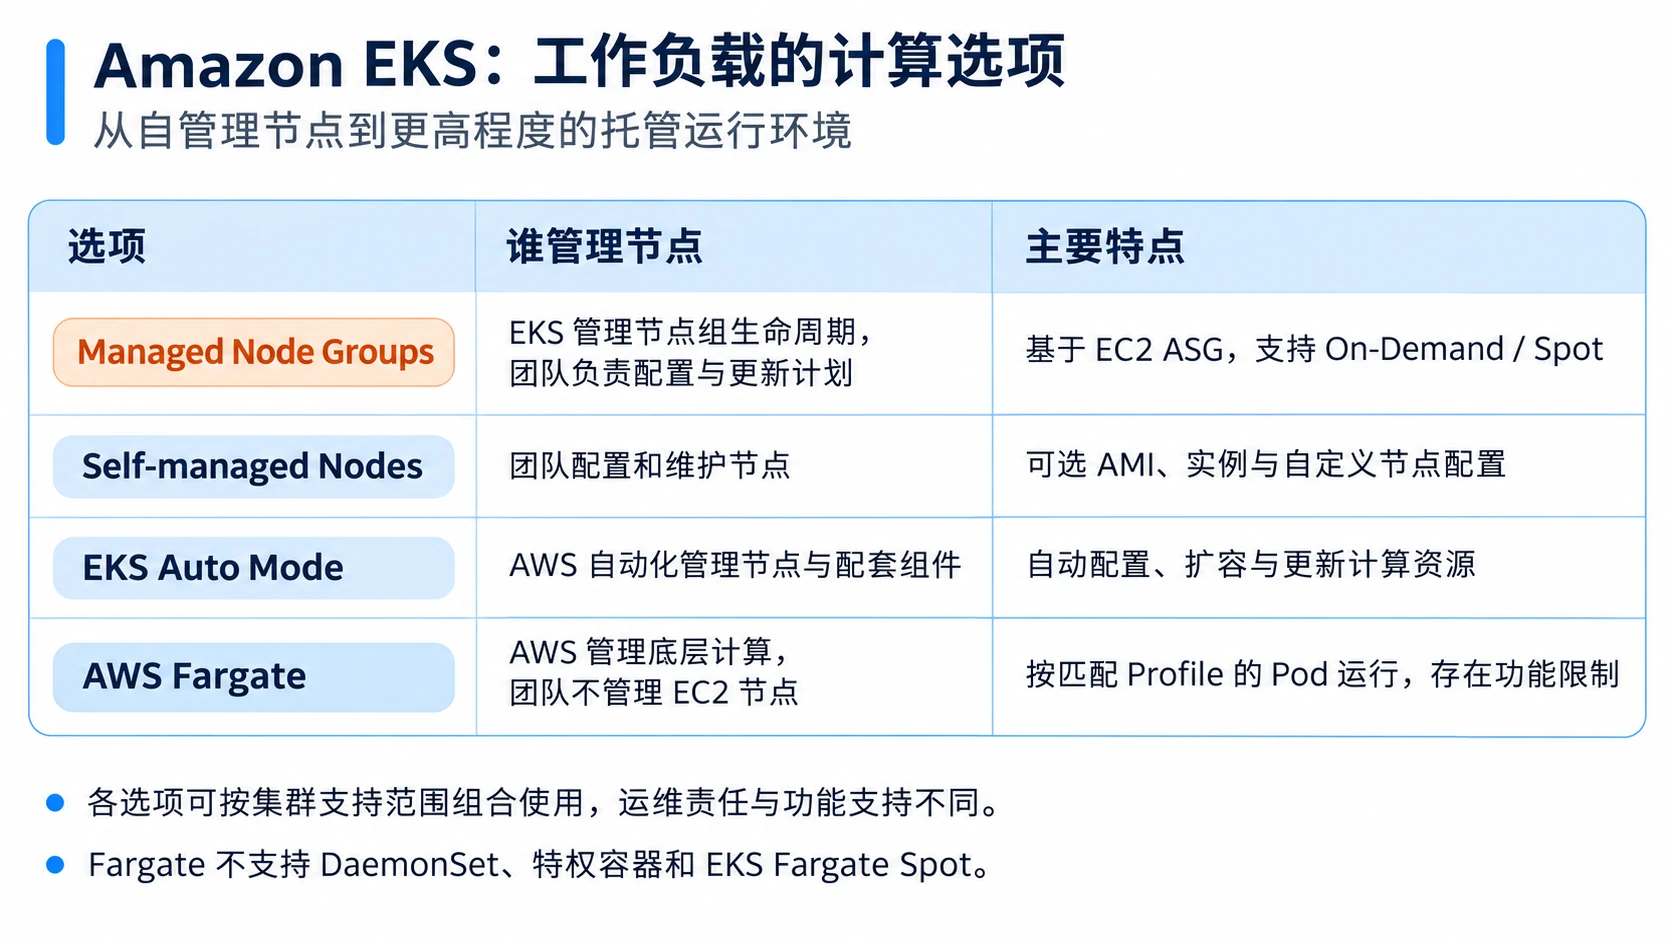 Amazon EKS：工作负载的计算选项
从自管理节点到更高程度的托管运行环境
选项
谁管理节点
主要特点
Managed Node Groups
EKS 管理节点组生命周期，
团队负责配置与更新计划
基于 EC2 ASG，支持 On-Demand / Spot
Self-managed Nodes
团队配置和维护节点
可选 AMI、实例与自定义节点配置
EKS Auto Mode
AWS 自动化管理节点与配套组件
自动配置、扩容与更新计算资源
AWS Fargate
AWS 管理底层计算，
团队不管理 EC2 节点
按匹配 Profile 的 Pod 运行，存在功能限制
各选项可按集群支持范围组合使用，运维责任与功能支持不同。
Fargate 不支持 DaemonSet、特权容器和 EKS Fargate Spot。